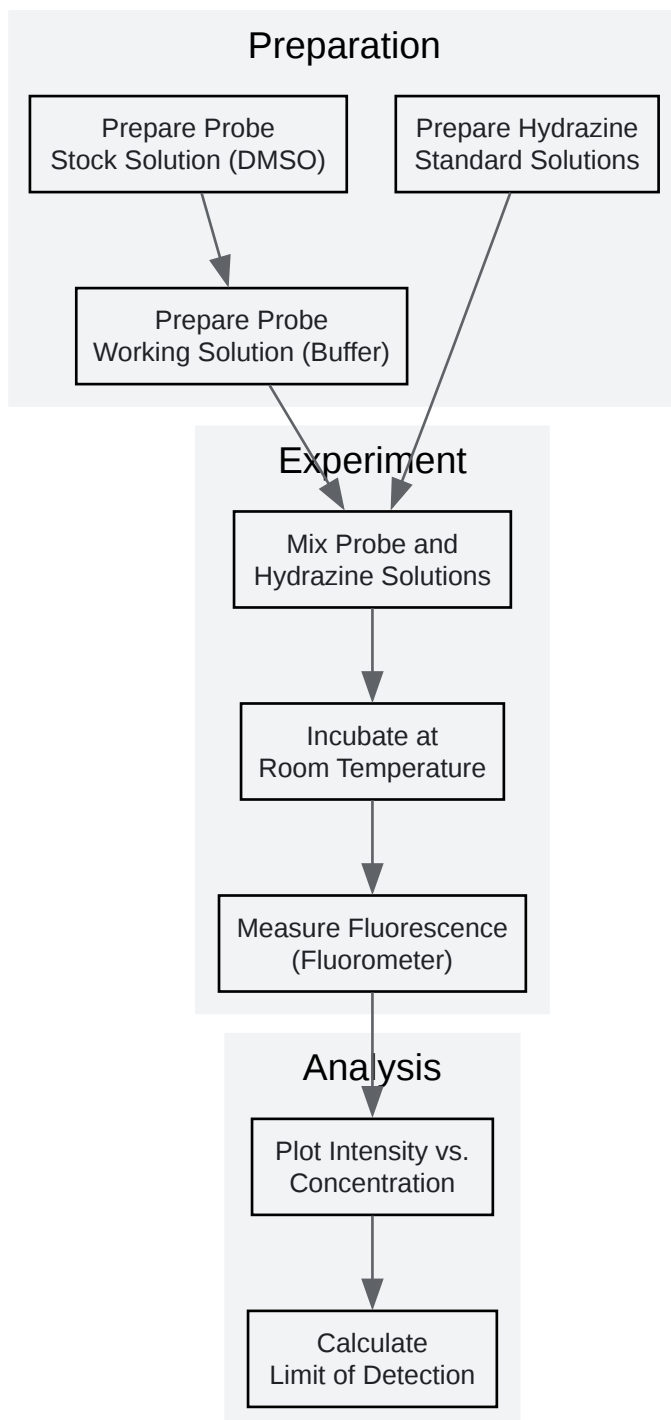 Preparation
Prepare Probe
Stock Solution (DMSO)
Prepare Hydrazine
Standard Solutions
Prepare Probe
Working Solution (Buffer)
Experiment
Mix Probe and
Hydrazine Solutions
Incubate at
Room Temperature
Measure Fluorescence
(Fluorometer)
Analysis
Plot Intensity vs.
Concentration
Calculate
Limit of Detection